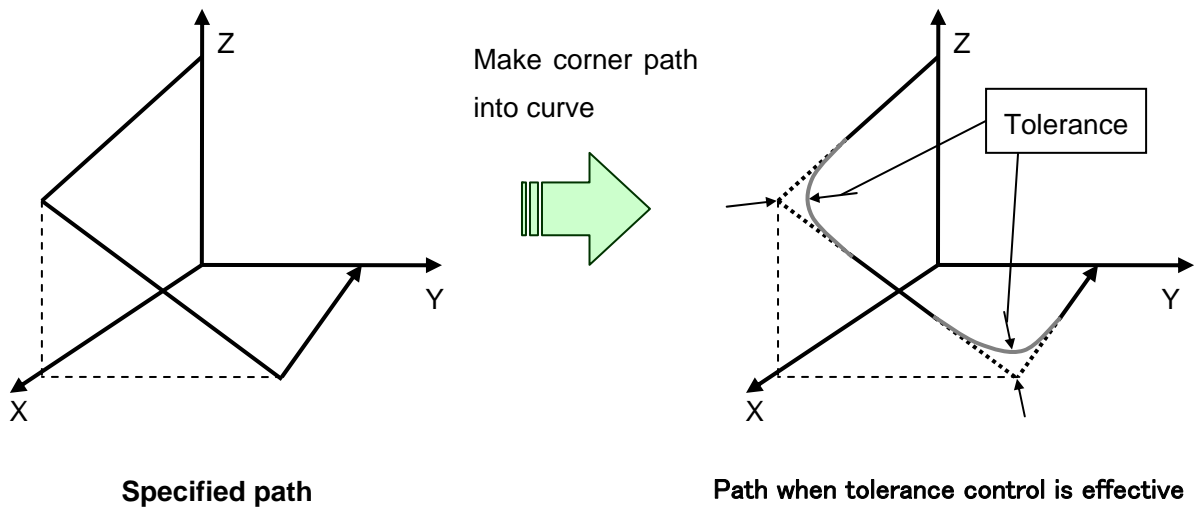 Z
Y
X
Specified path
Make corner path
into curve
Z
Tolerance
Y
X
Path when tolerance control is effective